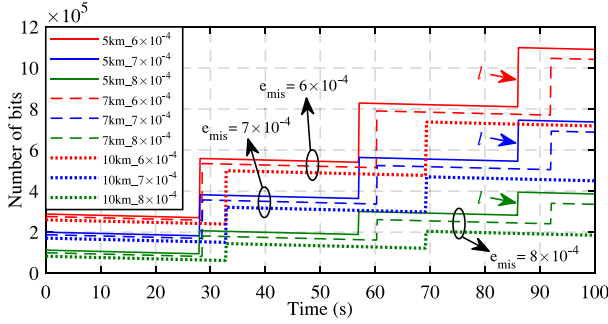 ×10⁵
12
10
8
6
4
2
0
Number of bits
5km_6×10⁻⁴
5km_7×10⁻⁴
5km_8×10⁻⁴
7km_6×10⁻⁴
7km_7×10⁻⁴
7km_8×10⁻⁴
10km_6×10⁻⁴
10km_7×10⁻⁴
10km_8×10⁻⁴
e_mis = 6×10⁻⁴
e_mis = 7×10⁻⁴
l
l
l
e_mis = 8×10⁻⁴
0 10 20 30 40 50 60 70 80 90 100
Time (s)